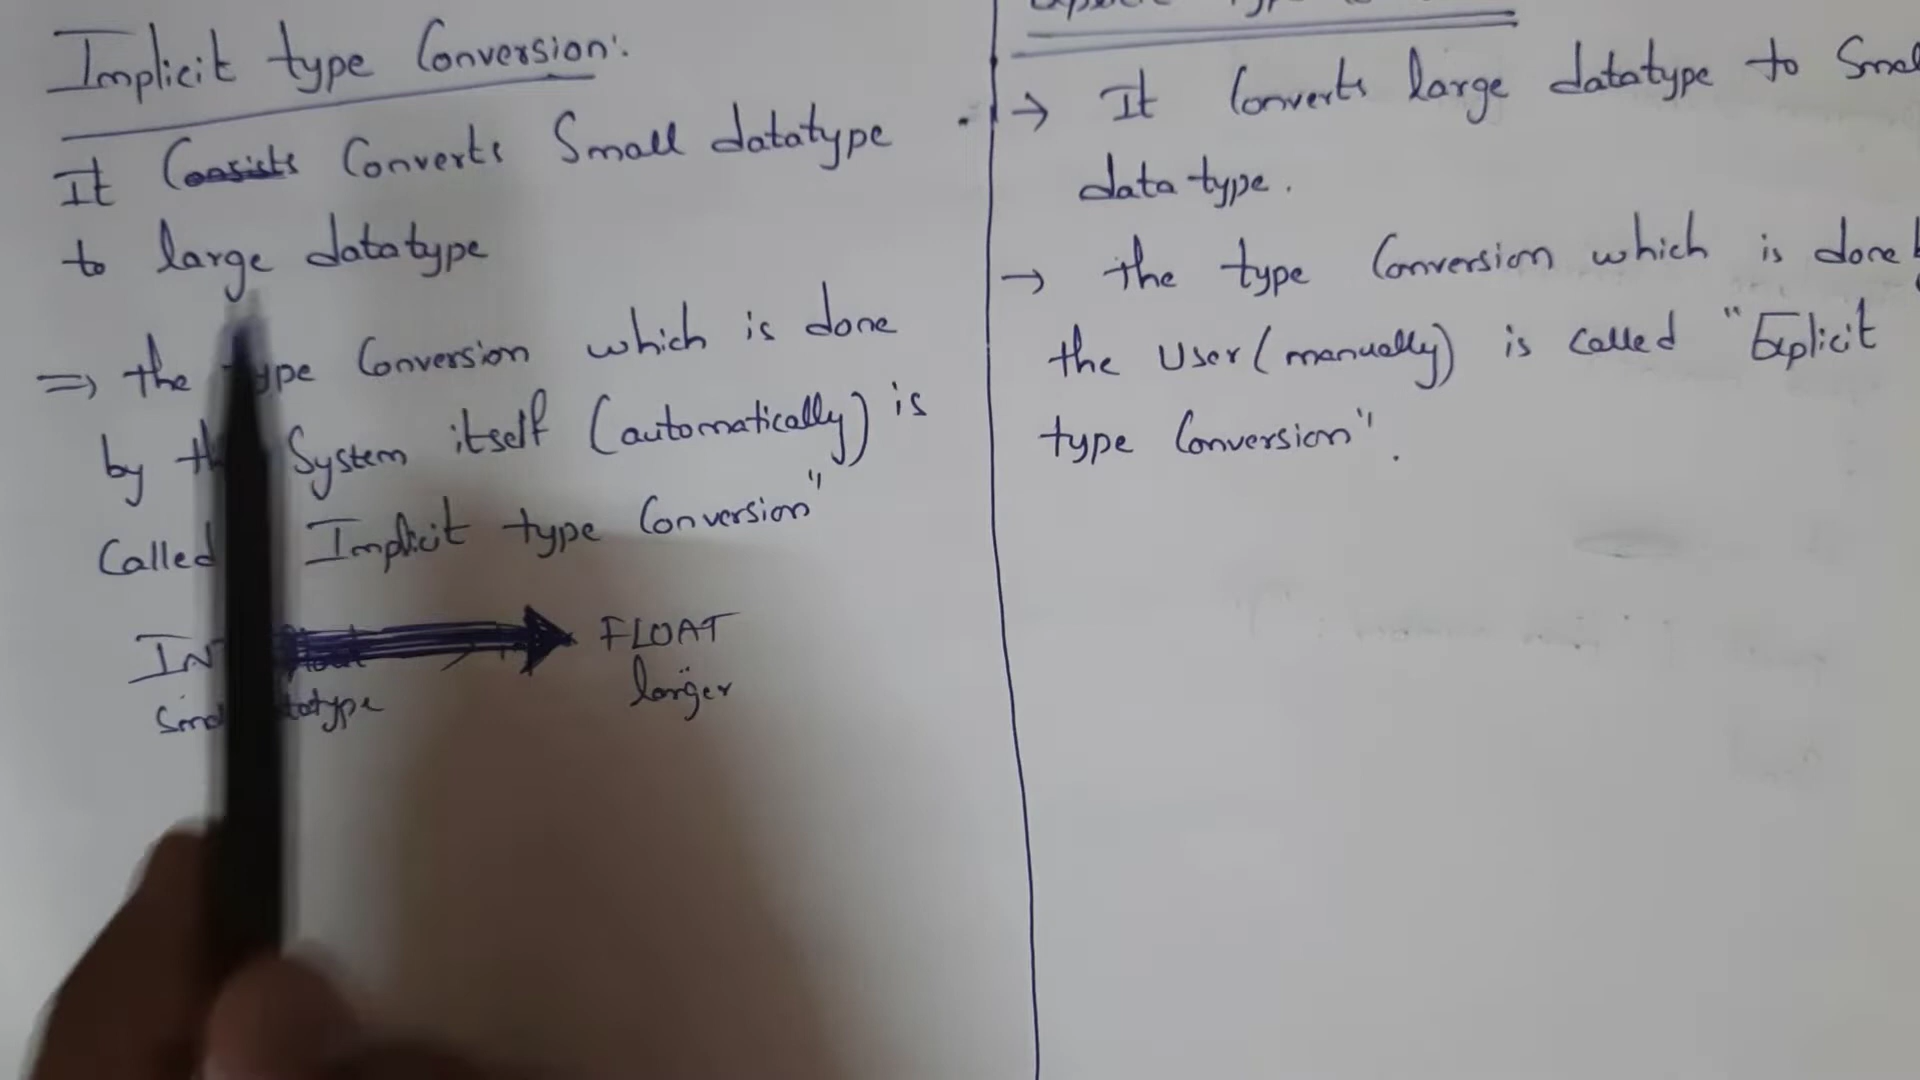 Implicit type Conversion:
It Consists Converts Small datatype
to large datatype
=> the type Conversion which is done
by the System itself (automatically) is
Called Implicit type Conversion"
FLOAT
larger
→ It Converts large datatype to
data type.
→ the type Conversion which is done
the User (manually) is called "Explicit
type Conversion".